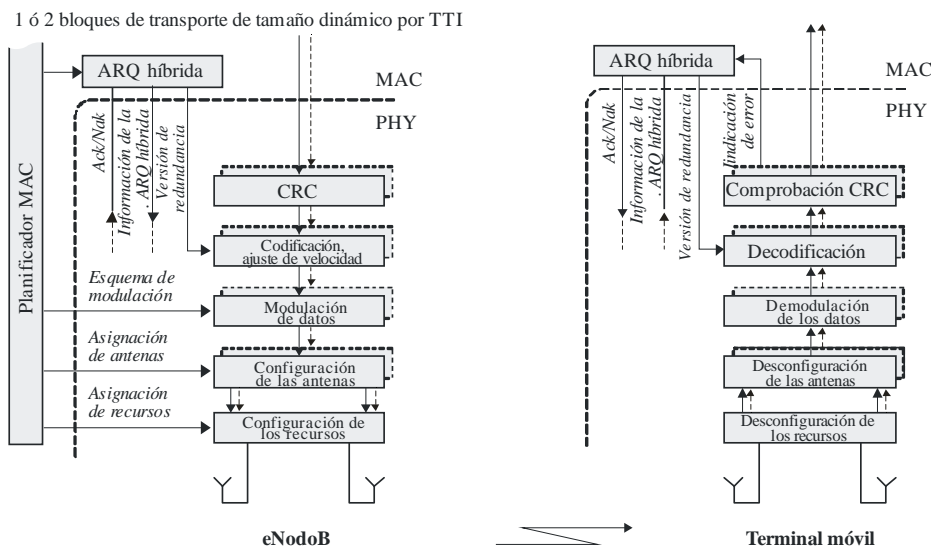 1 ó 2 bloques de transporte de tamaño dinámico por TTI
Planificador MAC
ARQ híbrida
MAC
PHY
Ack/Nak
Información de la
. ARQ híbrida
Versión de
redundancia
CRC
Codificación,
ajuste de velocidad
Esquema de
modulación
Modulación
de datos
Asignación
de antenas
Configuración
de las antenas
Asignación
de recursos
Configuración de
los recursos
eNodoB
ARQ híbrida
MAC
PHY
Ack/Nak
Información de la
. ARQ híbrida
Versión de redundancia
Iindicación
de error
Comprobación CRC
Decodificación
Demodulación
de los datos
Desconfiguración
de las antenas
Desconfiguración de
los recursos
Terminal móvil